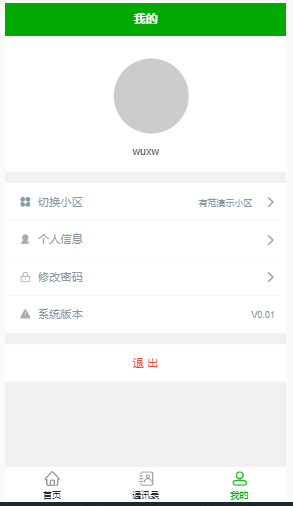 我的
wuxw
切换小区 有范演示小区
个人信息
修改密码
系统版本 V0.01
退 出
首页 通讯录 我的